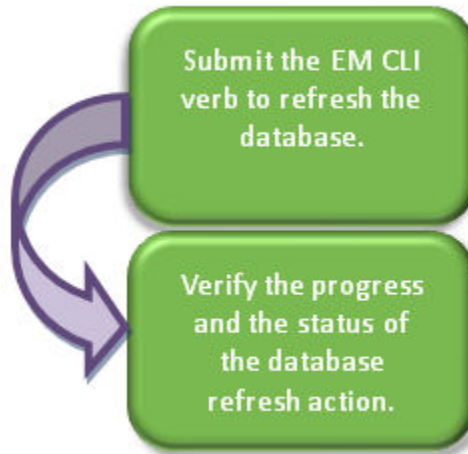 Submit the EM CLI
verb to refresh the
database.
Verify the progress
and the status of
the database
refresh action.